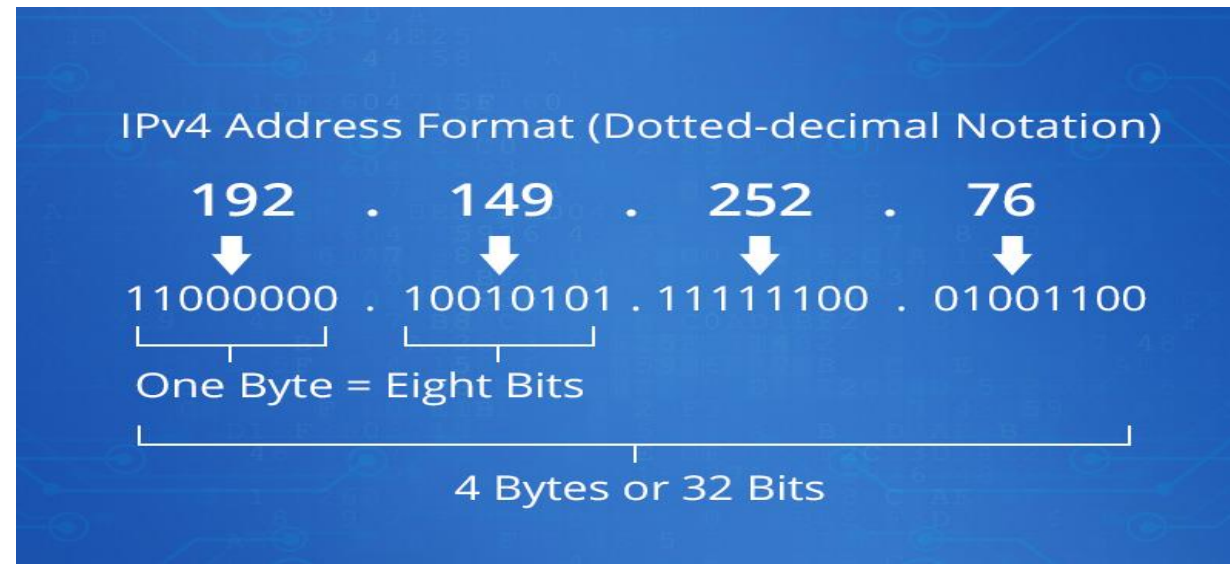 IPv4 Address Format (Dotted-decimal Notation)
192 . 149 . 252 . 76
11000000 . 10010101 . 11111100 . 01001100
One Byte = Eight Bits
4 Bytes or 32 Bits